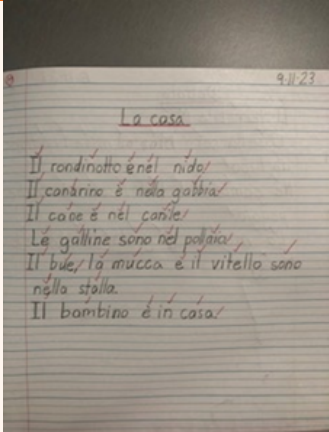 9-11-23
La casa
Il rondinotto è nel nido
Il canarino è nella gabbia
Il cane è nel canile
Le galline sono nel pollaio
Il bue, la mucca e il vitello sono
nella stalla.
Il bambino è in casa